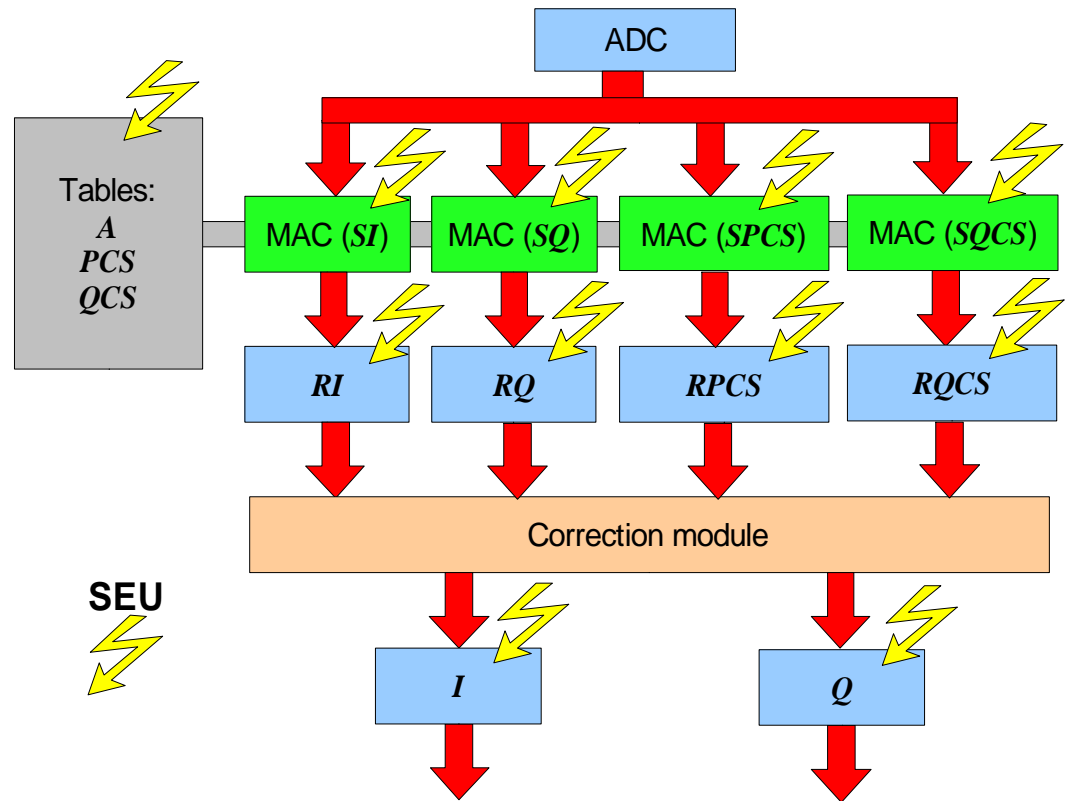 ADC
Tables:
A
PCS
QCS
MAC (SI)
MAC (SQ)
MAC (SPCS)
MAC (SQCS)
RI
RQ
RPCS
RQCS
Correction module
SEU
I
Q